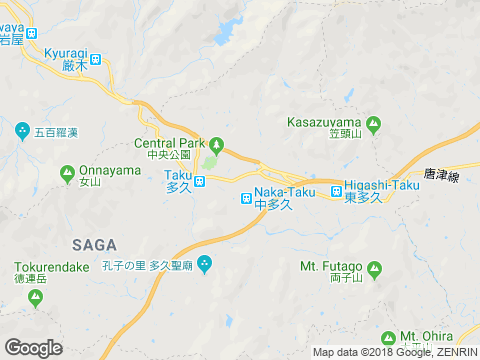 waya
岩屋
Kyuragi
厳木
五百羅漢
Central Park
中央公園
Kasazuyama
笠頭山
Onnayama
女山
Taku
多久
Naka-Taku
中多久
Higashi-Taku
東多久
唐津線
SAGA
孔子の里 多久聖廟
Tokurendake
徳連岳
Mt. Futago
両子山
Mt. Ohira
Google
Map data ©2018 Google, ZENRIN